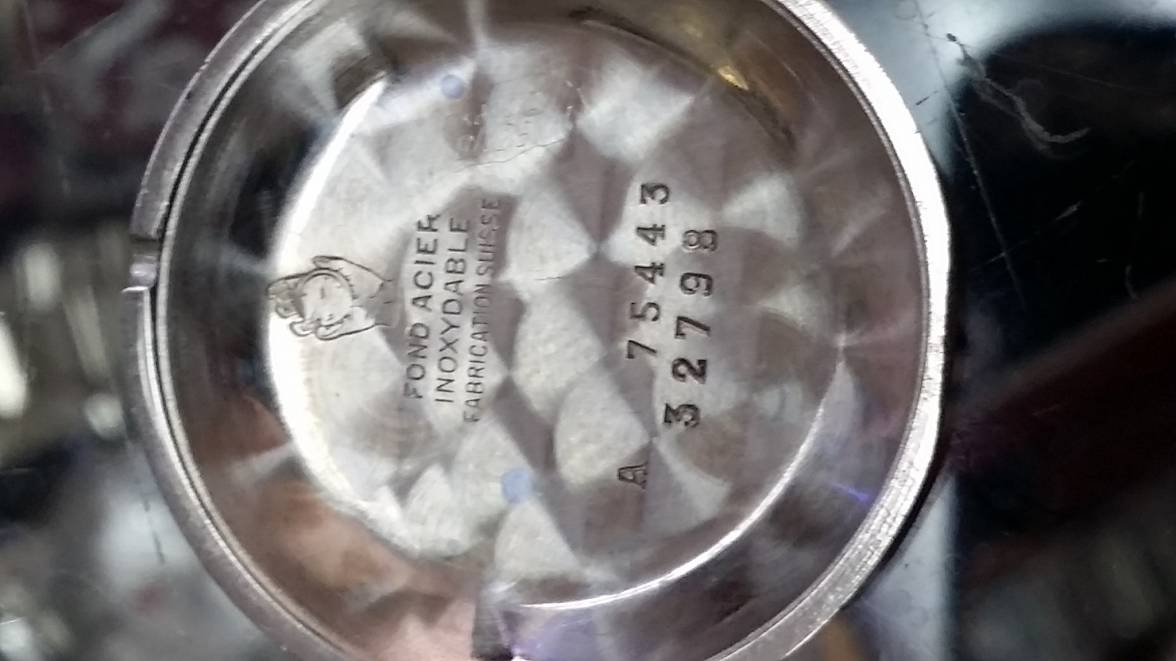 FOND ACIER
INOXYDABLE
FABRICATION SUISSE
A 75443
32798